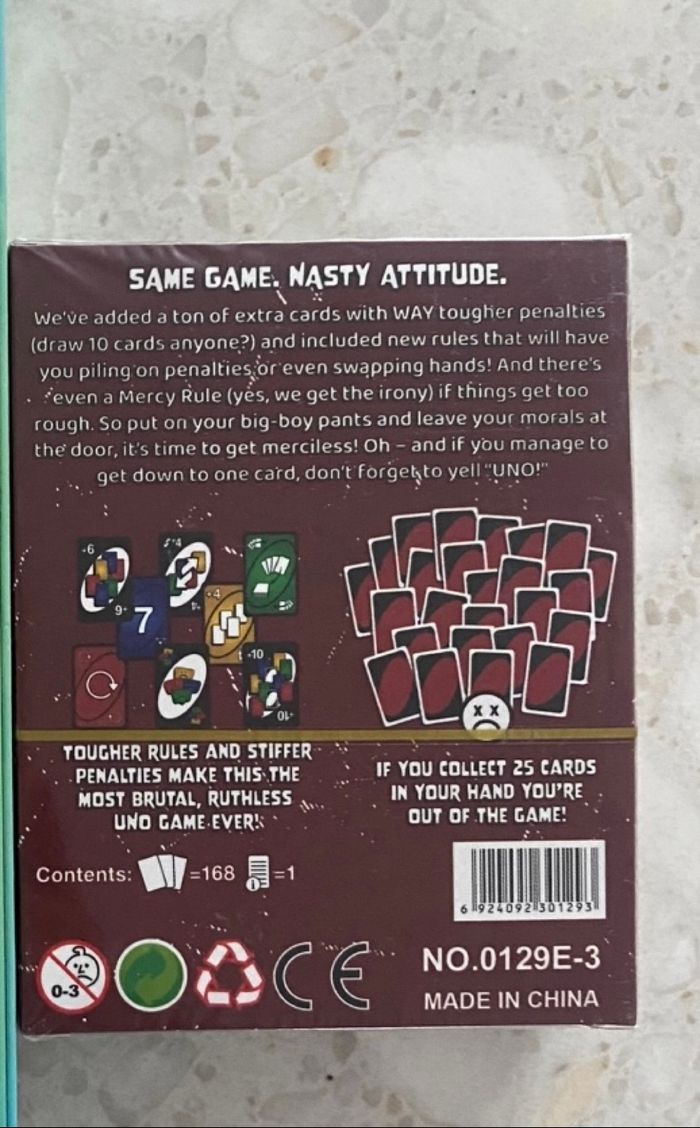 SAME GAME. NASTY ATTITUDE.
We've added a ton of extra cards with WAY tougher penalties
(draw 10 cards anyone?) and included new rules that will have
you piling on penalties or even swapping hands! And there's
even a Mercy Rule (yes, we get the irony) if things get too
rough. So put on your big-boy pants and leave your morals at
the door, it's time to get merciless! Oh – and if you manage to
get down to one card, don't forget to yell "UNO!"
+6
9+
7
+4
+10
+10
TOUGHER RULES AND STIFFER
PENALTIES MAKE THIS THE
MOST BRUTAL, RUTHLESS
UNO GAME EVER!
IF YOU COLLECT 25 CARDS
IN YOUR HAND YOU'RE
OUT OF THE GAME!
Contents: =168 =1
6 924092 301293
0-3
CE
NO.0129E-3
MADE IN CHINA